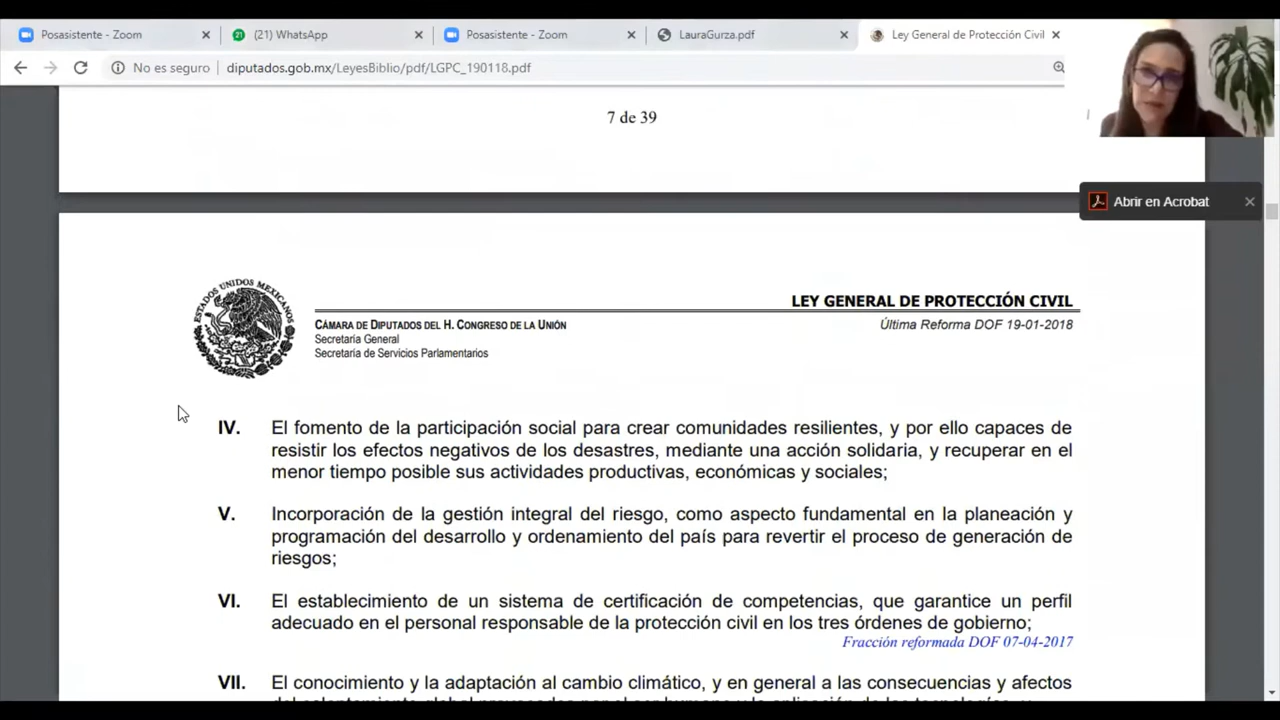 Posasistente - Zoom
(21) WhatsApp
Posasistente - Zoom
LauraGurza.pdf
Ley General de Protección Civil
No es seguro
diputados.gob.mx/LeyesBiblio/pdf/LGPC_190118.pdf
7 de 39
Abrir en Acrobat
ESTADOS UNIDOS MEXICANOS
LEY GENERAL DE PROTECCIÓN CIVIL
CÁMARA DE DIPUTADOS DEL H. CONGRESO DE LA UNIÓN
Última Reforma DOF 19-01-2018
Secretaría General
Secretaría de Servicios Parlamentarios
IV. El fomento de la participación social para crear comunidades resilientes, y por ello capaces de
resistir los efectos negativos de los desastres, mediante una acción solidaria, y recuperar en el
menor tiempo posible sus actividades productivas, económicas y sociales;
V. Incorporación de la gestión integral del riesgo, como aspecto fundamental en la planeación y
programación del desarrollo y ordenamiento del país para revertir el proceso de generación de
riesgos;
VI. El establecimiento de un sistema de certificación de competencias, que garantice un perfil
adecuado en el personal responsable de la protección civil en los tres órdenes de gobierno;
Fracción reformada DOF 07-04-2017
VII. El conocimiento y la adaptación al cambio climático, y en general a las consecuencias y efectos